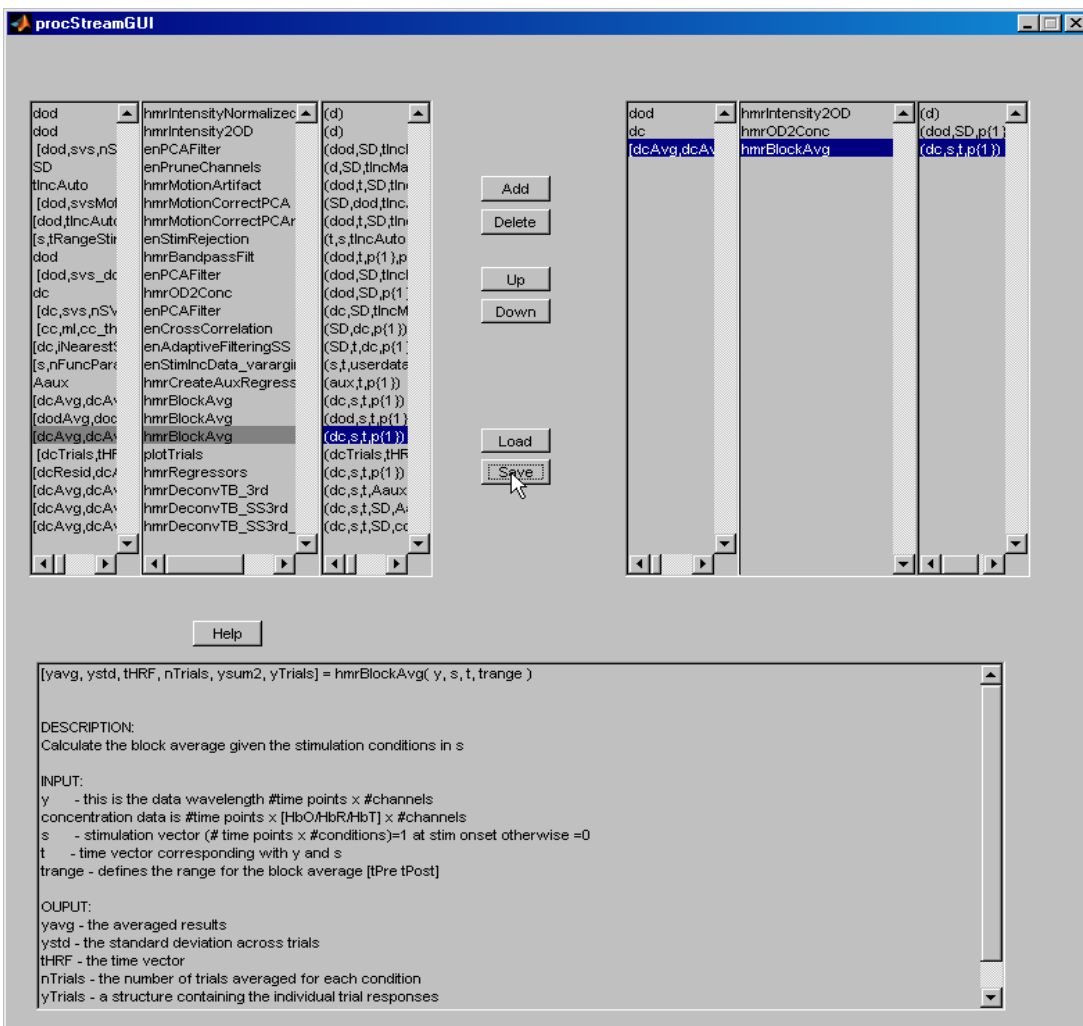 procStreamGUI
dod hmrIntensityNormalized (d)
dod hmrIntensity2OD (d)
[dod,svs,nS enPCAFilter (dod,SD,tIncl
SD enPruneChannels (d,SD,tIncMa
tIncAuto hmrMotionArtifact (dod,t,SD,tIn
[dod,svsMot hmrMotionCorrectPCA (SD,dod,tInc
[dod,tIncAuto hmrMotionCorrectPCAr (dod,t,SD,tIn
[s,tRangeStim enStimRejection (t,s,tIncAuto
dod hmrBandpassFilt (dod,t,p{1},p
[dod,svs_dc enPCAFilter (dod,SD,tIncl
dc hmrOD2Conc (dod,SD,p{1}
[dc,svs,nSV enPCAFilter (dc,SD,tIncM
[cc,ml,cc_th enCrossCorrelation (SD,dc,p{1})
[dc,iNearestS enAdaptiveFilteringSS (SD,t,dc,p{1}
[s,nFuncPara enStimIncData_varargi (s,t,userdata
Aaux hmrCreateAuxRegress (aux,t,p{1})
[dcAvg,dcAv hmrBlockAvg (dc,s,t,p{1})
[dodAvg,dod hmrBlockAvg (dod,s,t,p{1}
[dcAvg,dcAv hmrBlockAvg (dc,s,t,p{1})
[dcTrials,tHF plotTrials (dcTrials,tHR
[dcResid,dcA hmrRegressors (dc,s,t,p{1})
[dcAvg,dcAv hmrDeconvTB_3rd (dc,s,t,Aaux
[dcAvg,dcAv hmrDeconvTB_SS3rd (dc,s,t,SD,A
[dcAvg,dcAv hmrDeconvTB_SS3rd_ (dc,s,t,SD,cc
Add
Delete
Up
Down
Load
Save
dod hmrIntensity2OD (d)
dc hmrOD2Conc (dod,SD,p{1}
[dcAvg,dcAv hmrBlockAvg (dc,s,t,p{1})
Help
[yavg, ystd, tHRF, nTrials, ysum2, yTrials] = hmrBlockAvg( y, s, t, trange )
DESCRIPTION:
Calculate the block average given the stimulation conditions in s
INPUT:
y - this is the data wavelength #time points x #channels
concentration data is #time points x [HbO/HbR/HbT] x #channels
s - stimulation vector (# time points x #conditions)=1 at stim onset otherwise =0
t - time vector corresponding with y and s
trange - defines the range for the block average [tPre tPost]
OUPUT:
yavg - the averaged results
ystd - the standard deviation across trials
tHRF - the time vector
nTrials - the number of trials averaged for each condition
yTrials - a structure containing the individual trial responses